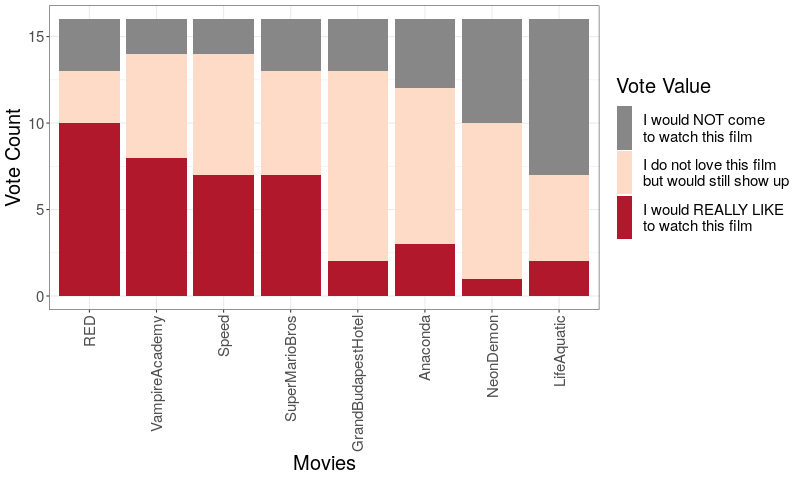 Vote Count
15
10
5
0
RED
VampireAcademy
Speed
SuperMarioBros
GrandBudapestHotel
Anaconda
NeonDemon
LifeAquatic
Movies
Vote Value
I would NOT come
to watch this film
I do not love this film
but would still show up
I would REALLY LIKE
to watch this film